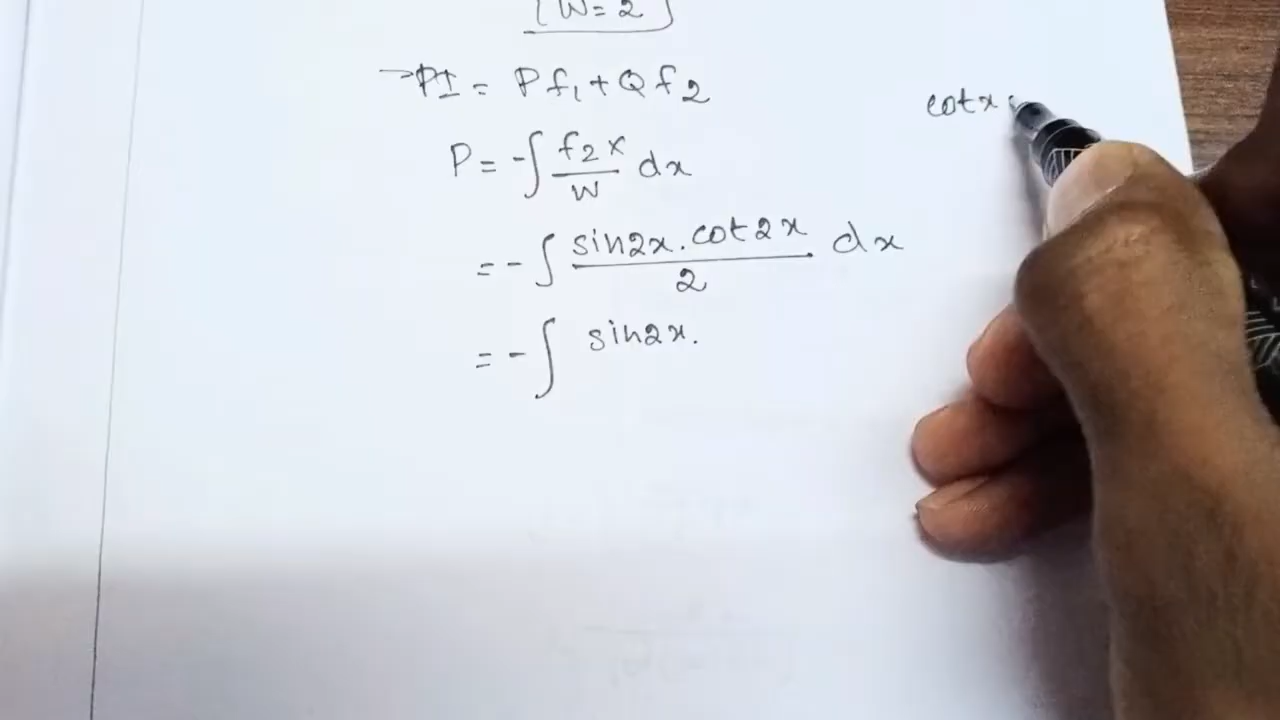 [W=2]
→PI = Pf₁+Qf2
cotx
P= -∫ f2X/W dx
= -∫ sin2x.cot2x/2 dx
= -∫ sin2x.